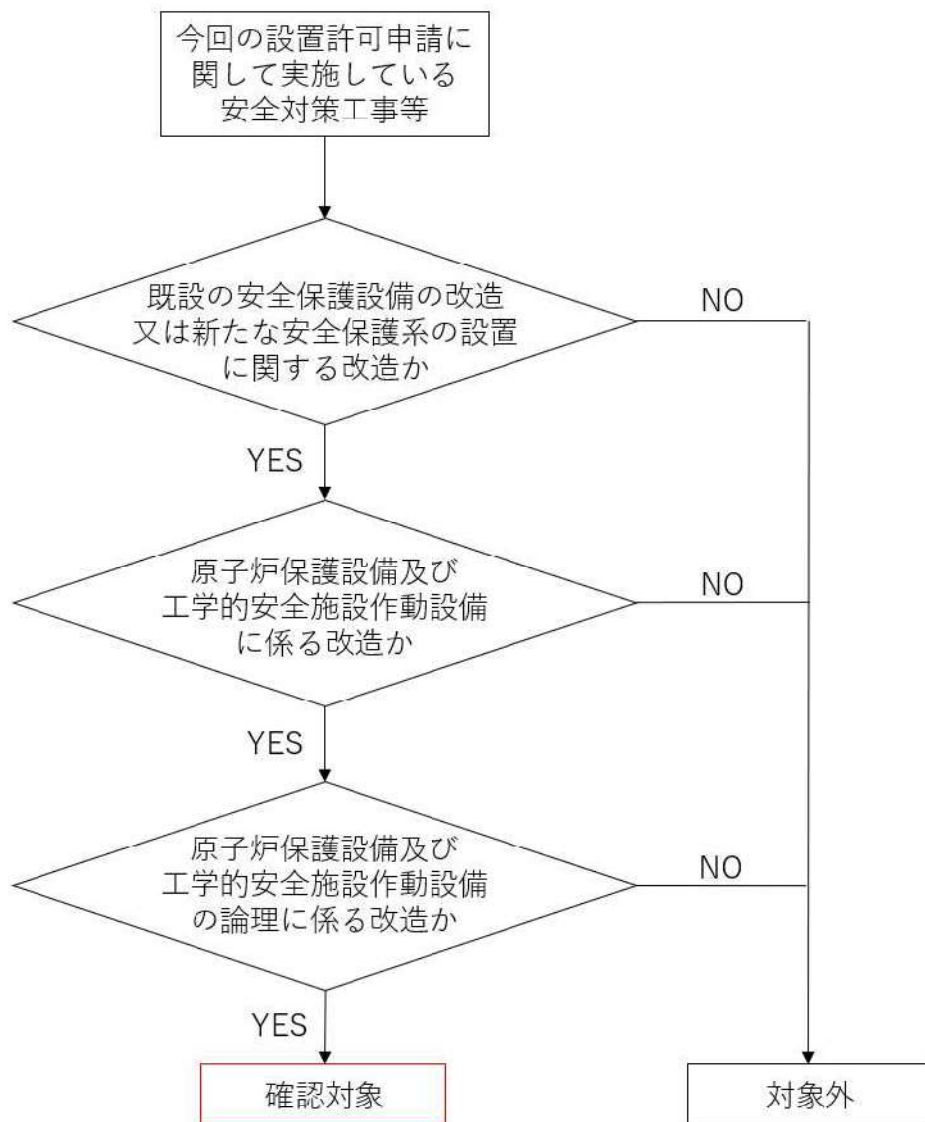 今回の設置許可申請に
関して実施している
安全対策工事等
既設の安全保護設備の改造
又は新たな安全保護系の設置
に関する改造か
NO
YES
原子炉保護設備及び
工学的安全施設作動設備
に係る改造か
NO
YES
原子炉保護設備及び
工学的安全施設作動設備
の論理に係る改造か
NO
YES
確認対象
対象外